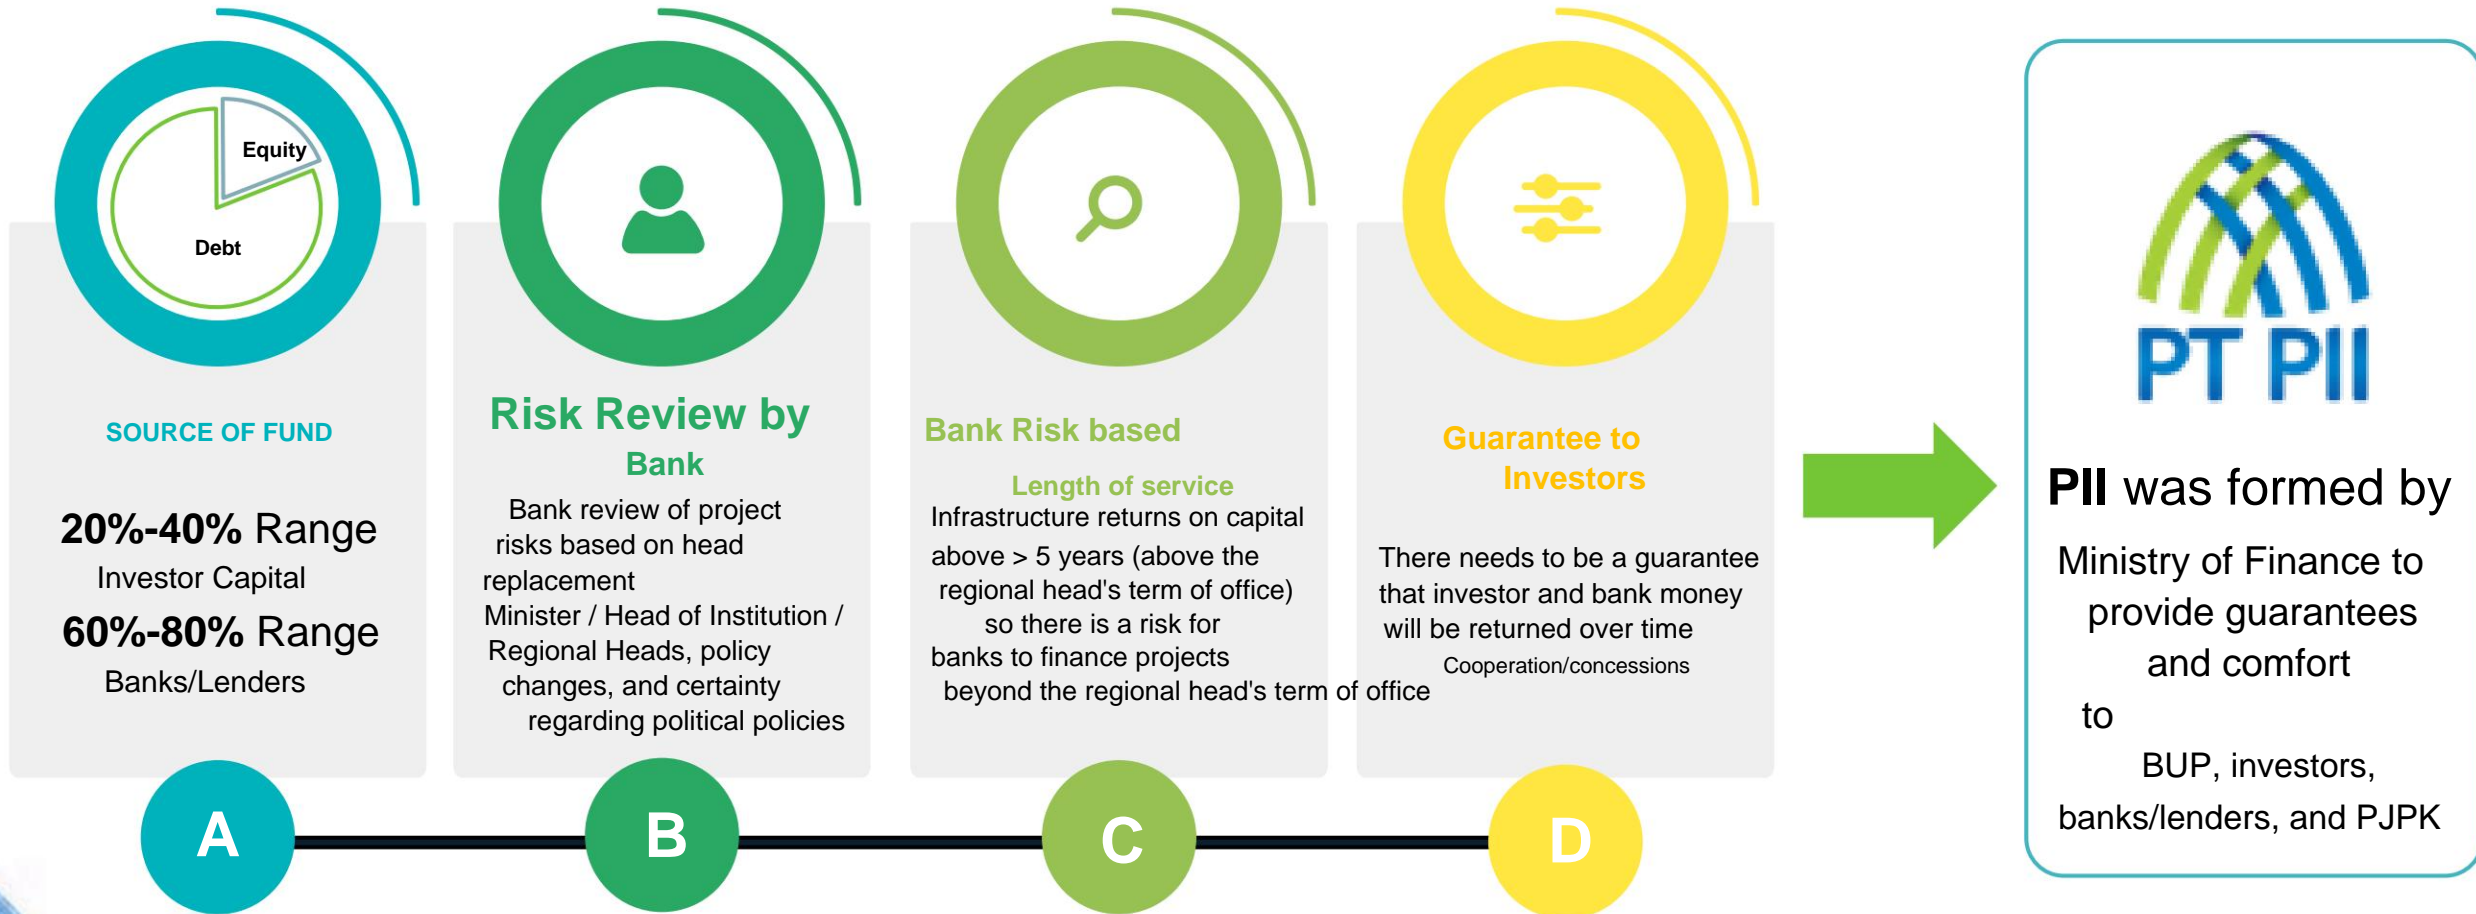 Equity
Debt
SOURCE OF FUND
20%-40% Range
Investor Capital
60%-80% Range
Banks/Lenders
A
Risk Review by
Bank
Bank review of project
risks based on head
replacement
Minister / Head of Institution /
Regional Heads, policy
changes, and certainty
regarding political policies
B
Bank Risk based
Length of service
Infrastructure returns on capital
above > 5 years (above the
regional head's term of office)
so there is a risk for
banks to finance projects
beyond the regional head's term of office
C
Guarantee to
Investors
There needs to be a guarantee
that investor and bank money
will be returned over time
Cooperation/concessions
D
PT PII
PII was formed by
Ministry of Finance to
provide guarantees
and comfort
to
BUP, investors,
banks/lenders, and PJPK